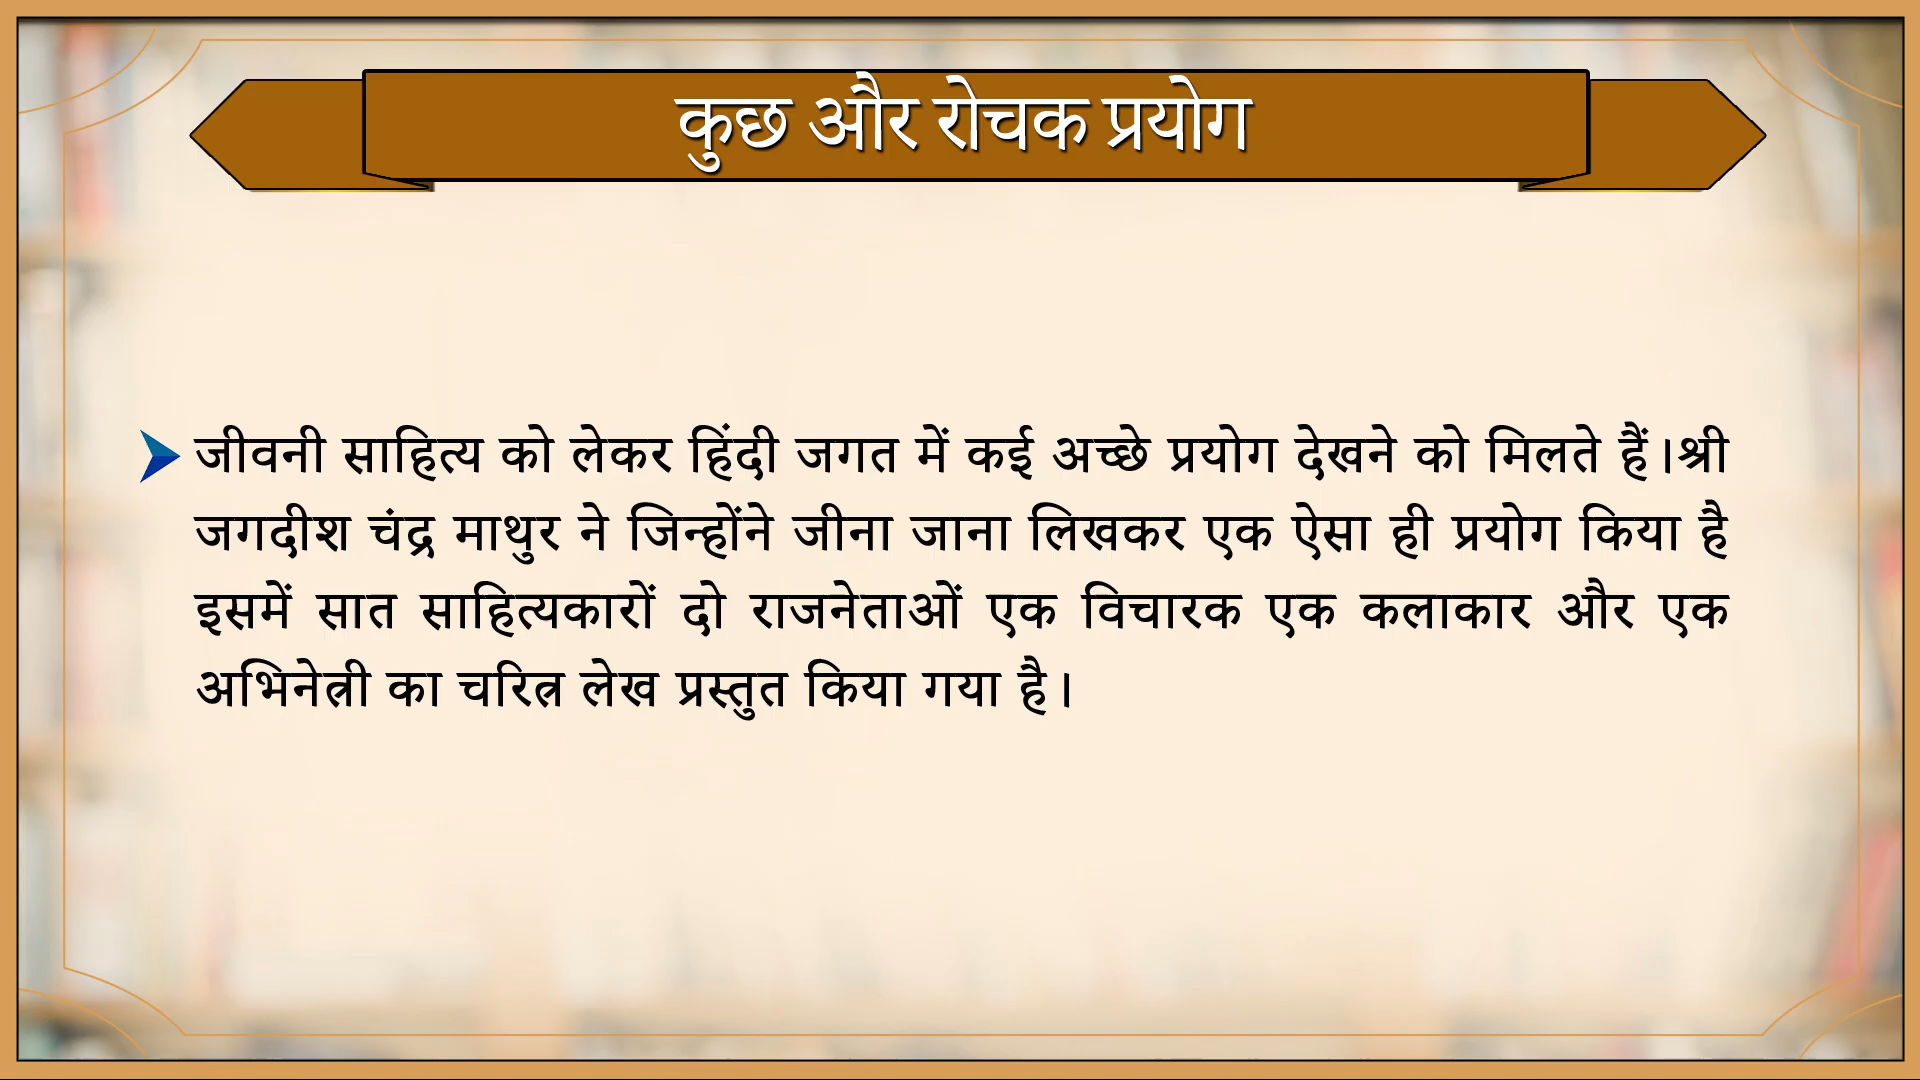 कुछ और रोचक प्रयोग
जीवनी साहित्य को लेकर हिंदी जगत में कई अच्छे प्रयोग देखने को मिलते हैं।श्री
जगदीश चंद्र माथुर ने जिन्होंने जीना जाना लिखकर एक ऐसा ही प्रयोग किया है
इसमें सात साहित्यकारों दो राजनेताओं एक विचारक एक कलाकार और एक
अभिनेत्री का चरित्र लेख प्रस्तुत किया गया है।